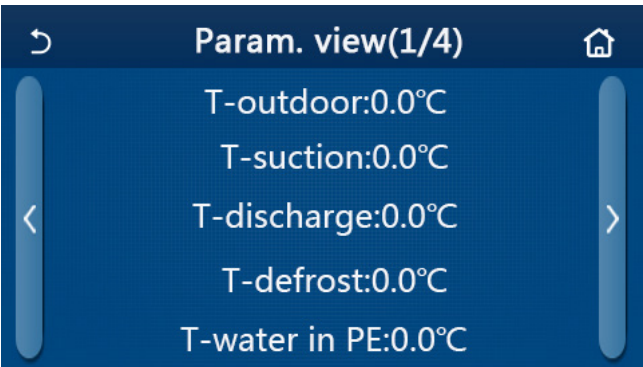 Param. view(1/4)
T-outdoor:0.0℃
T-suction:0.0℃
T-discharge:0.0℃
T-defrost:0.0℃
T-water in PE:0.0℃